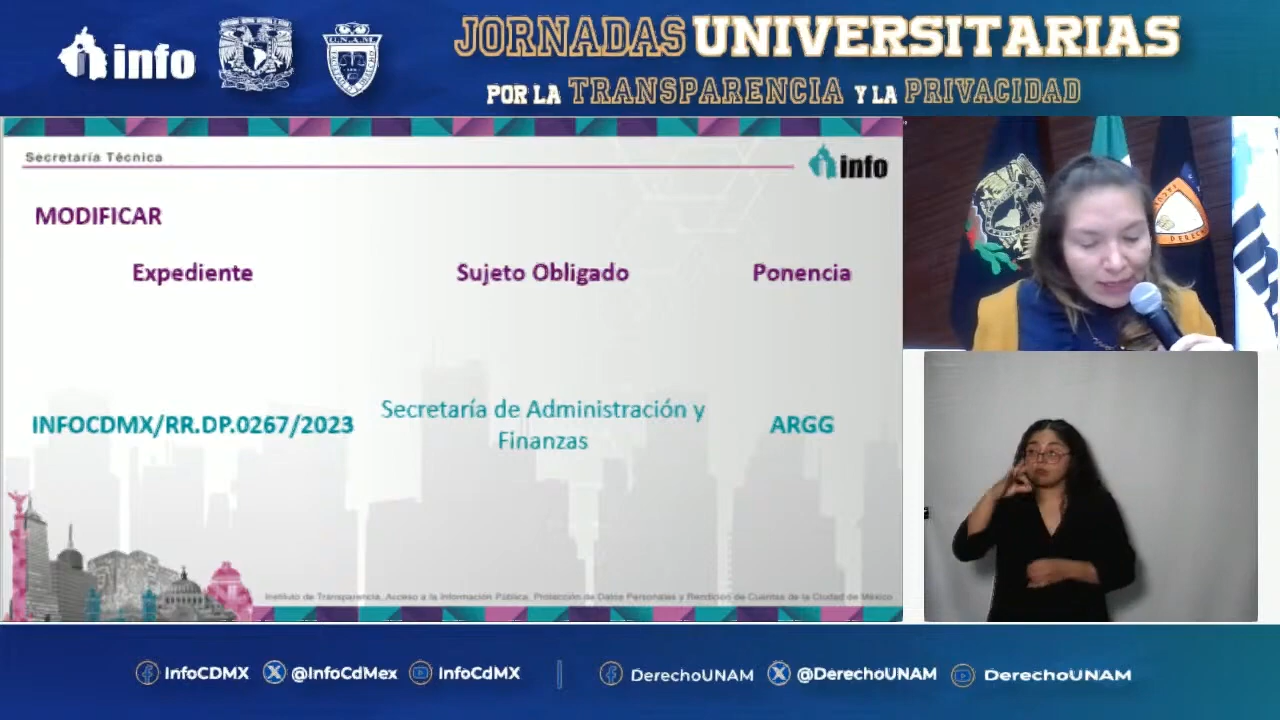 info
U.N.A.M.
JORNADAS UNIVERSITARIAS
POR LA TRANSPARENCIA Y LA PRIVACIDAD
Secretaría Técnica
info
MODIFICAR
Expediente
Sujeto Obligado
Ponencia
INFOCDMX/RR.DP.0267/2023
Secretaría de Administración y
Finanzas
ARGG
Instituto de Transparencia, Acceso a la Información Pública, Protección de Datos Personales y Rendición de Cuentas de la Ciudad de México
InfoCDMX
@InfoCdMex
InfoCdMX
DerechoUNAM
@DerechoUNAM
DerechoUNAM